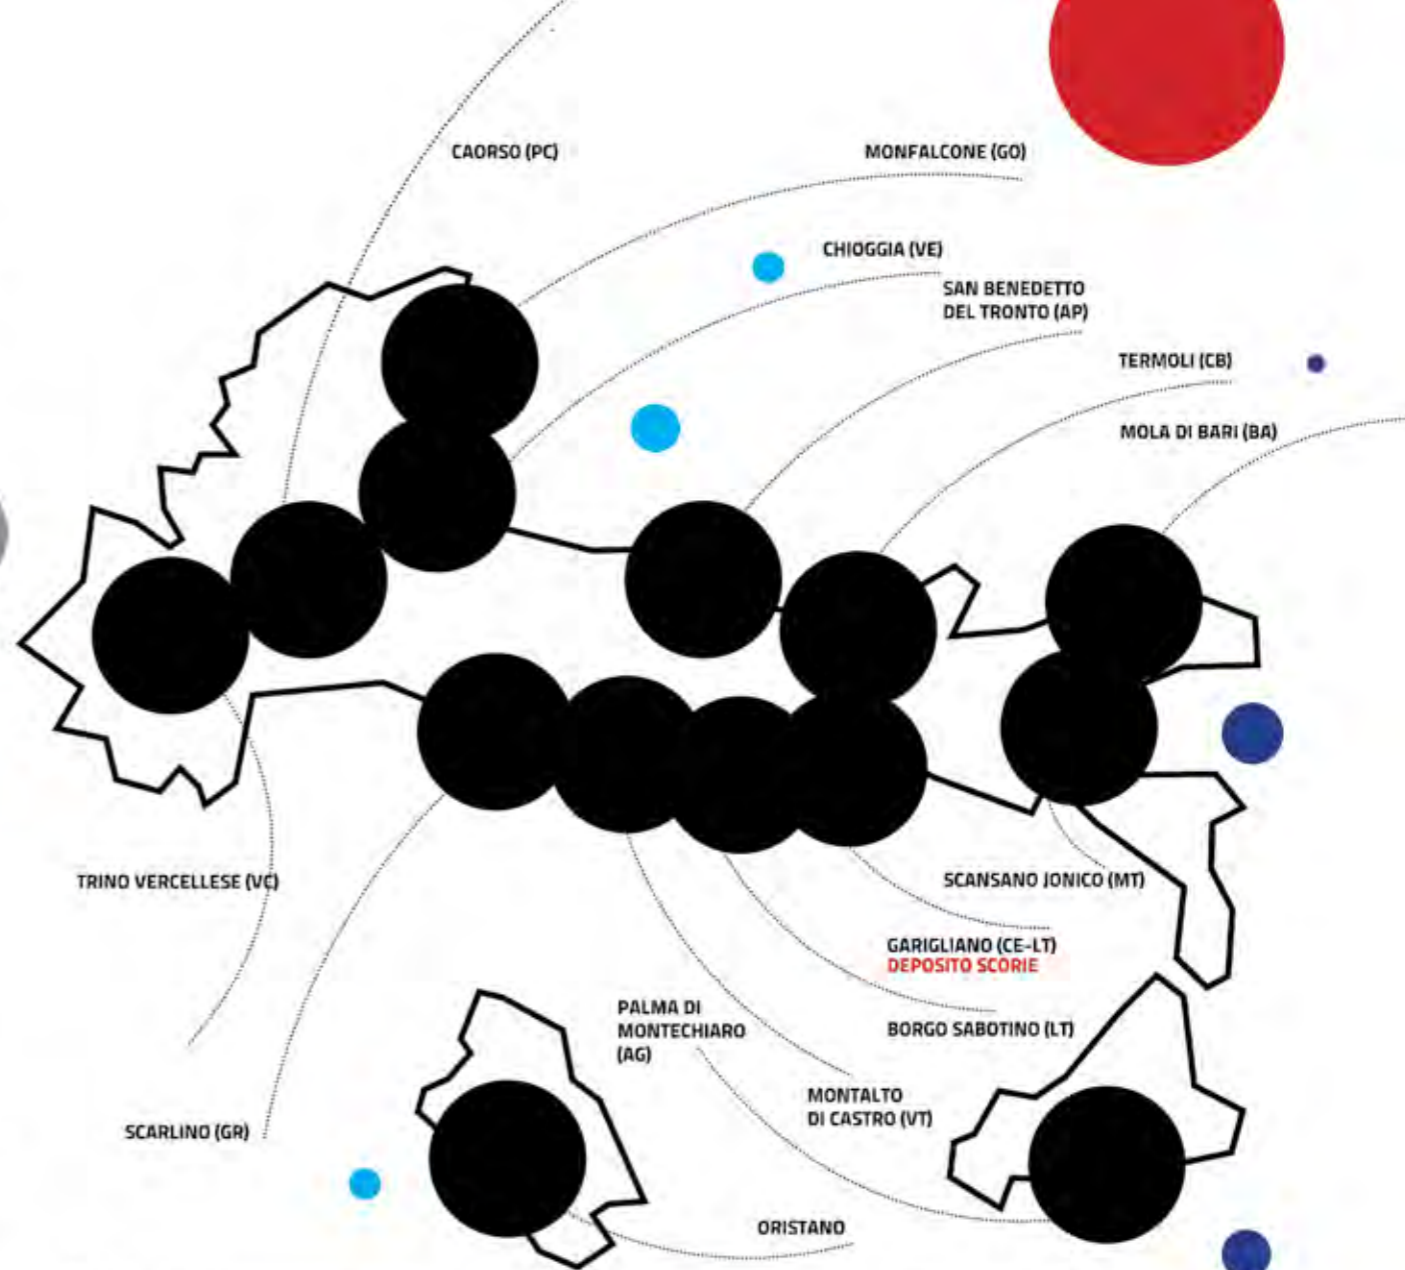 CAORSO (PC)
MONFALCONE (GO)
CHIOGGIA (VE)
SAN BENEDETTO
DEL TRONTO (AP)
TERMOLI (CB)
MOLA DI BARI (BA)
TRINO VERCELLESE (VC)
SCANSANO JONICO (MT)
GARIGLIANO (CE-LT)
DEPOSITO SCORIE
PALMA DI
MONTECHIARO
(AG)
BORGO SABOTINO (LT)
MONTALTO
DI CASTRO (VT)
SCARLINO (GR)
ORISTANO